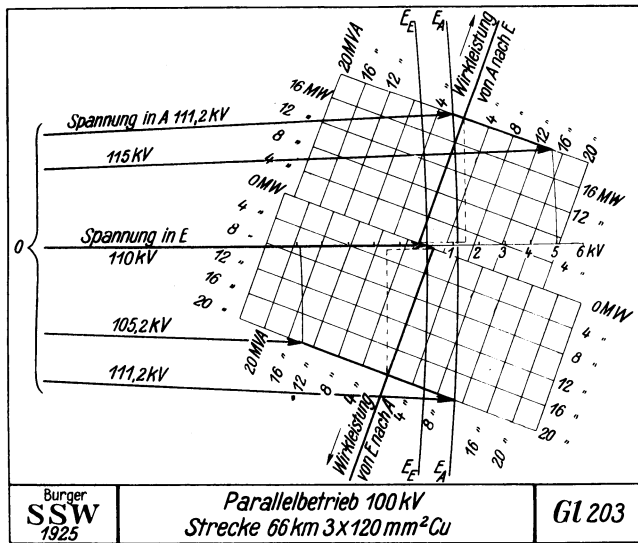 E_E E_A
20 MVA
16 "
12 "
4 "
Wirkleistung
von A nach E
16 MW
12 "
8 "
4 "
0 MW
4 "
8 "
12 "
16 "
20 "
Spannung in A 111,2 kV
115 kV
0
Spannung in E
110 kV
105,2 kV
111,2 kV
4 "
8 "
12 "
16 "
20 "
16 MW
12 "
8 "
4 "
1 2 3 4 5 6 kV
0 MW
4 "
8 "
12 "
16 "
20 "
20 MVA
16 "
12 "
8 "
4 "
4 "
8 "
16 "
20 "
Wirkleistung
von E nach A
E_E E_A
Burger
SSW
1925
Parallelbetrieb 100 kV
Strecke 66 km 3 x 120 mm² Cu
Gl 203